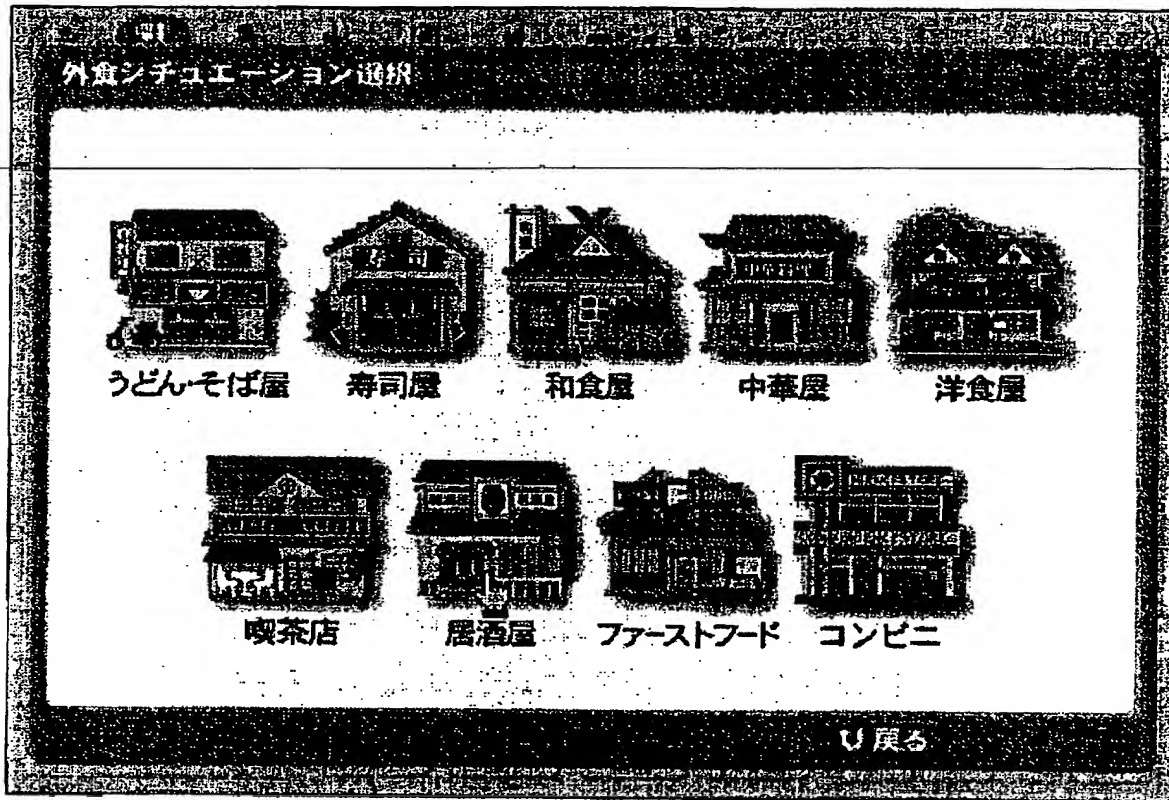 外食シチュエーション選択
寿司
うどん・そば屋 寿司屋 和食屋 中華屋 洋食屋
喫茶店 居酒屋 ファーストフード コンビニ
戻る